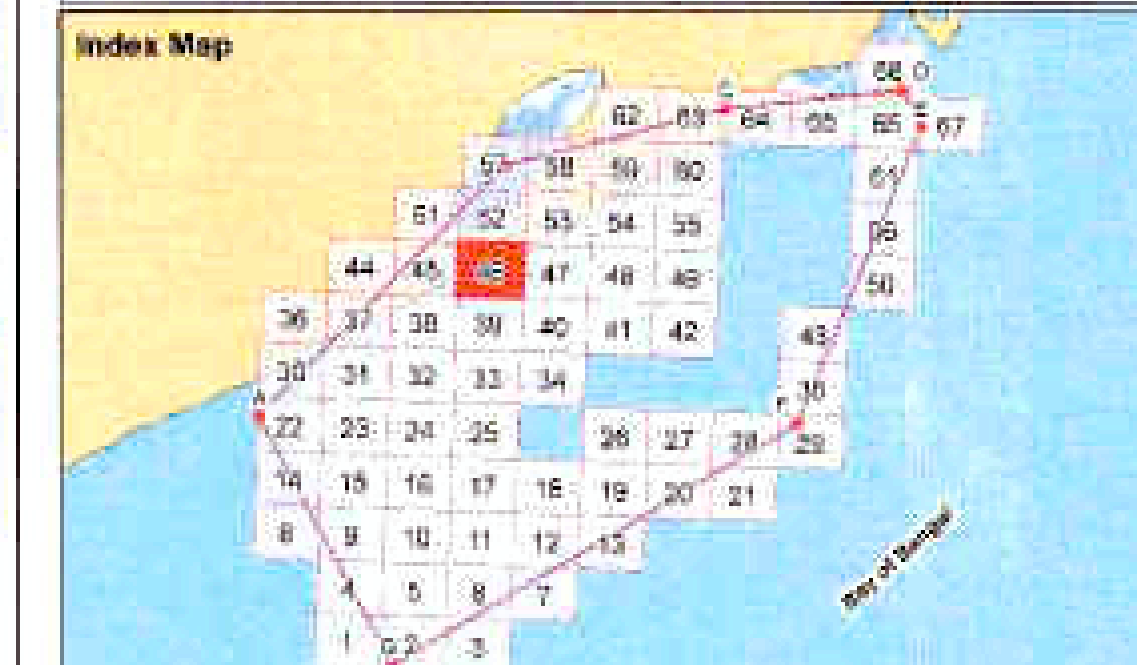 Index Map
68 D
62 63 C 64 65 65 E 67
57 58 59 60 61
51 52 53 54 55
44 45 46 47 48 49 56
36 37 38 39 40 41 42 43
30 31 32 33 34
A F
22 23 24 25 26 27 28 29
14 15 16 17 18 19 20 21
8 9 10 11 12 13
4 5 6 7
1 G 2 3
Bay of Bengal